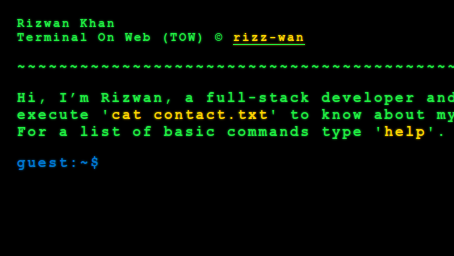 Rizwan Khan
Terminal On Web (TOW) © rizz-wan
~~~~~~~~~~~~~~~~~~~~~~~~~~~~~~~~~~~~~~~~~~
Hi, I’m Rizwan, a full-stack developer and
execute 'cat contact.txt' to know about my
For a list of basic commands type 'help'.
guest:~$